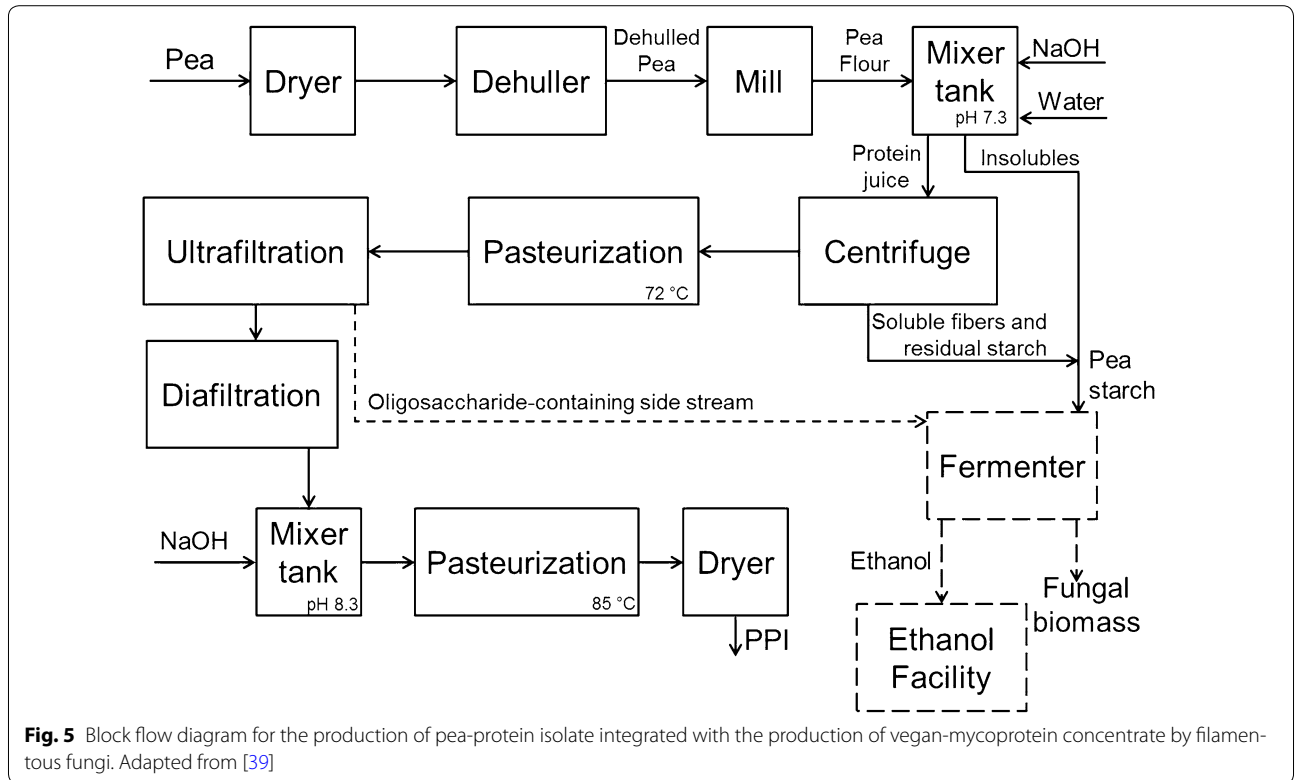 Pea
Dryer
Dehuller
Dehulled
Pea
Mill
Pea
Flour
Mixer
tank
pH 7.3
NaOH
Water
Protein
juice
Insolubles
Ultrafiltration
Pasteurization
72 °C
Centrifuge
Soluble fibers and
residual starch
Pea
starch
Diafiltration
Oligosaccharide-containing side stream
Fermenter
NaOH
Mixer
tank
pH 8.3
Pasteurization
85 °C
Dryer
PPI
Ethanol
Fungal
biomass
Ethanol
Facility
Fig. 5 Block flow diagram for the production of pea-protein isolate integrated with the production of vegan-mycoprotein concentrate by filamen-
tous fungi. Adapted from [39]